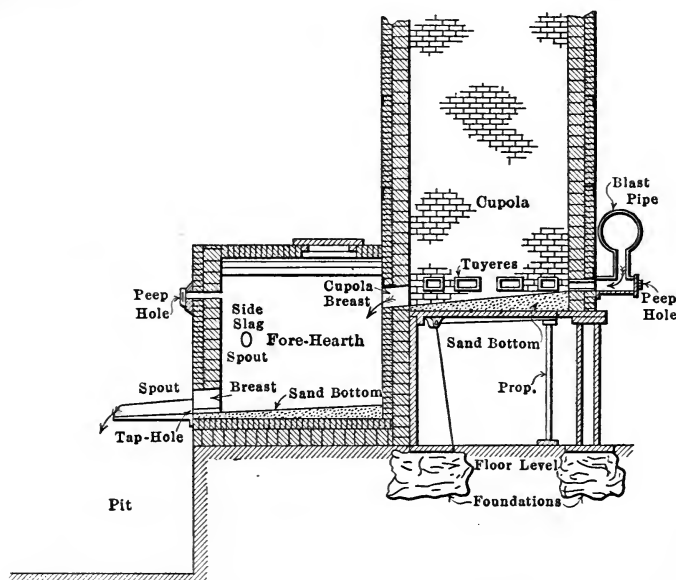 Blast
Pipe
Cupola
Tuyeres
Cupola
Breast
Peep
Hole
Peep
Hole
Side
Slag
Spout
Fore-Hearth
Sand Bottom
Spout
Breast
Sand Bottom
Prop.
Tap-Hole
Floor Level
Pit
Foundations